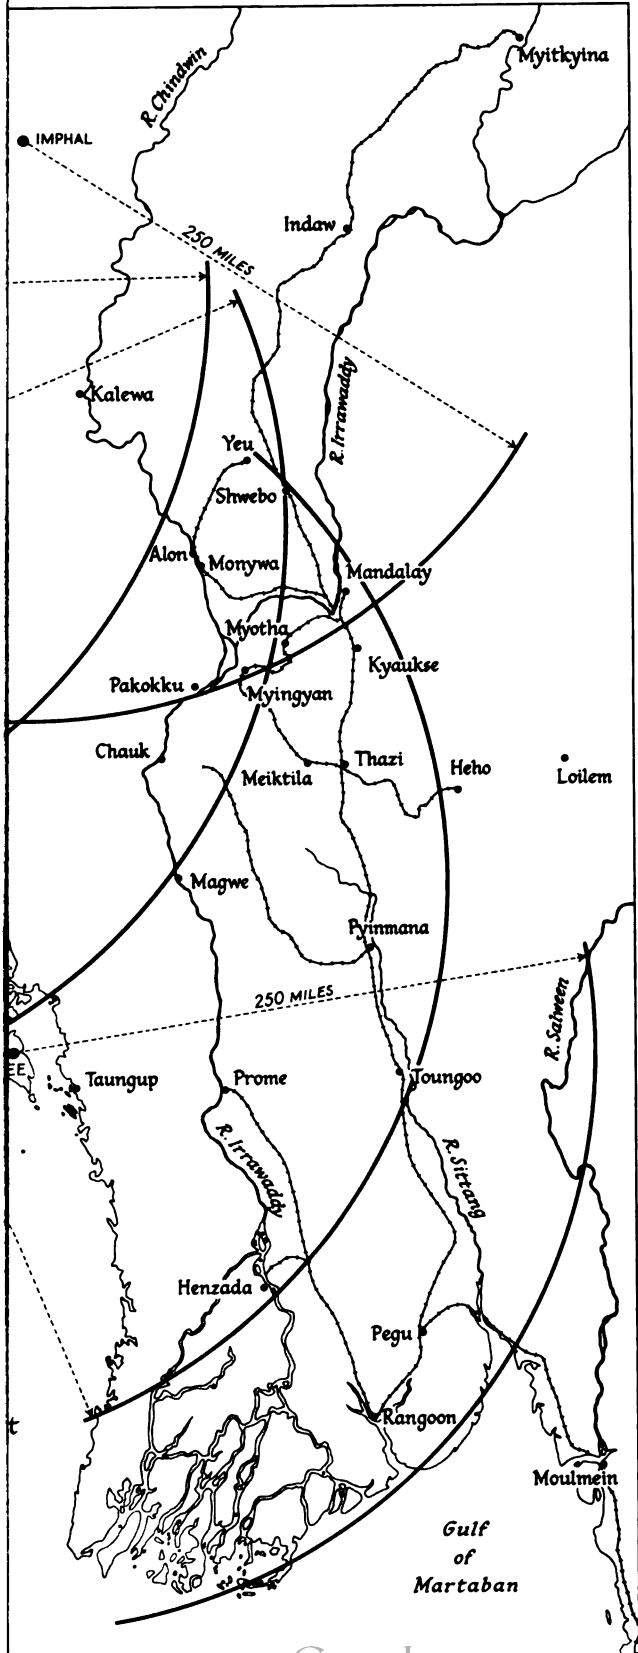 R. Chindwin
Myitkyina
IMPHAL
Indaw
250 MILES
Kalewa
R. Irrawaddy
Yeu
Shwebo
Alon
Monywa
Mandalay
Myotha
Kyaukse
Pakokku
Myingyan
Chauk
Meiktila
Thazi
Heho
Loilem
Magwe
Pyinmana
250 MILES
R. Salween
EE
Taungup
Prome
Toungoo
R. Irrawaddy
R. Sittang
Henzada
Pegu
t
Rangoon
Moulmein
Gulf
of
Martaban